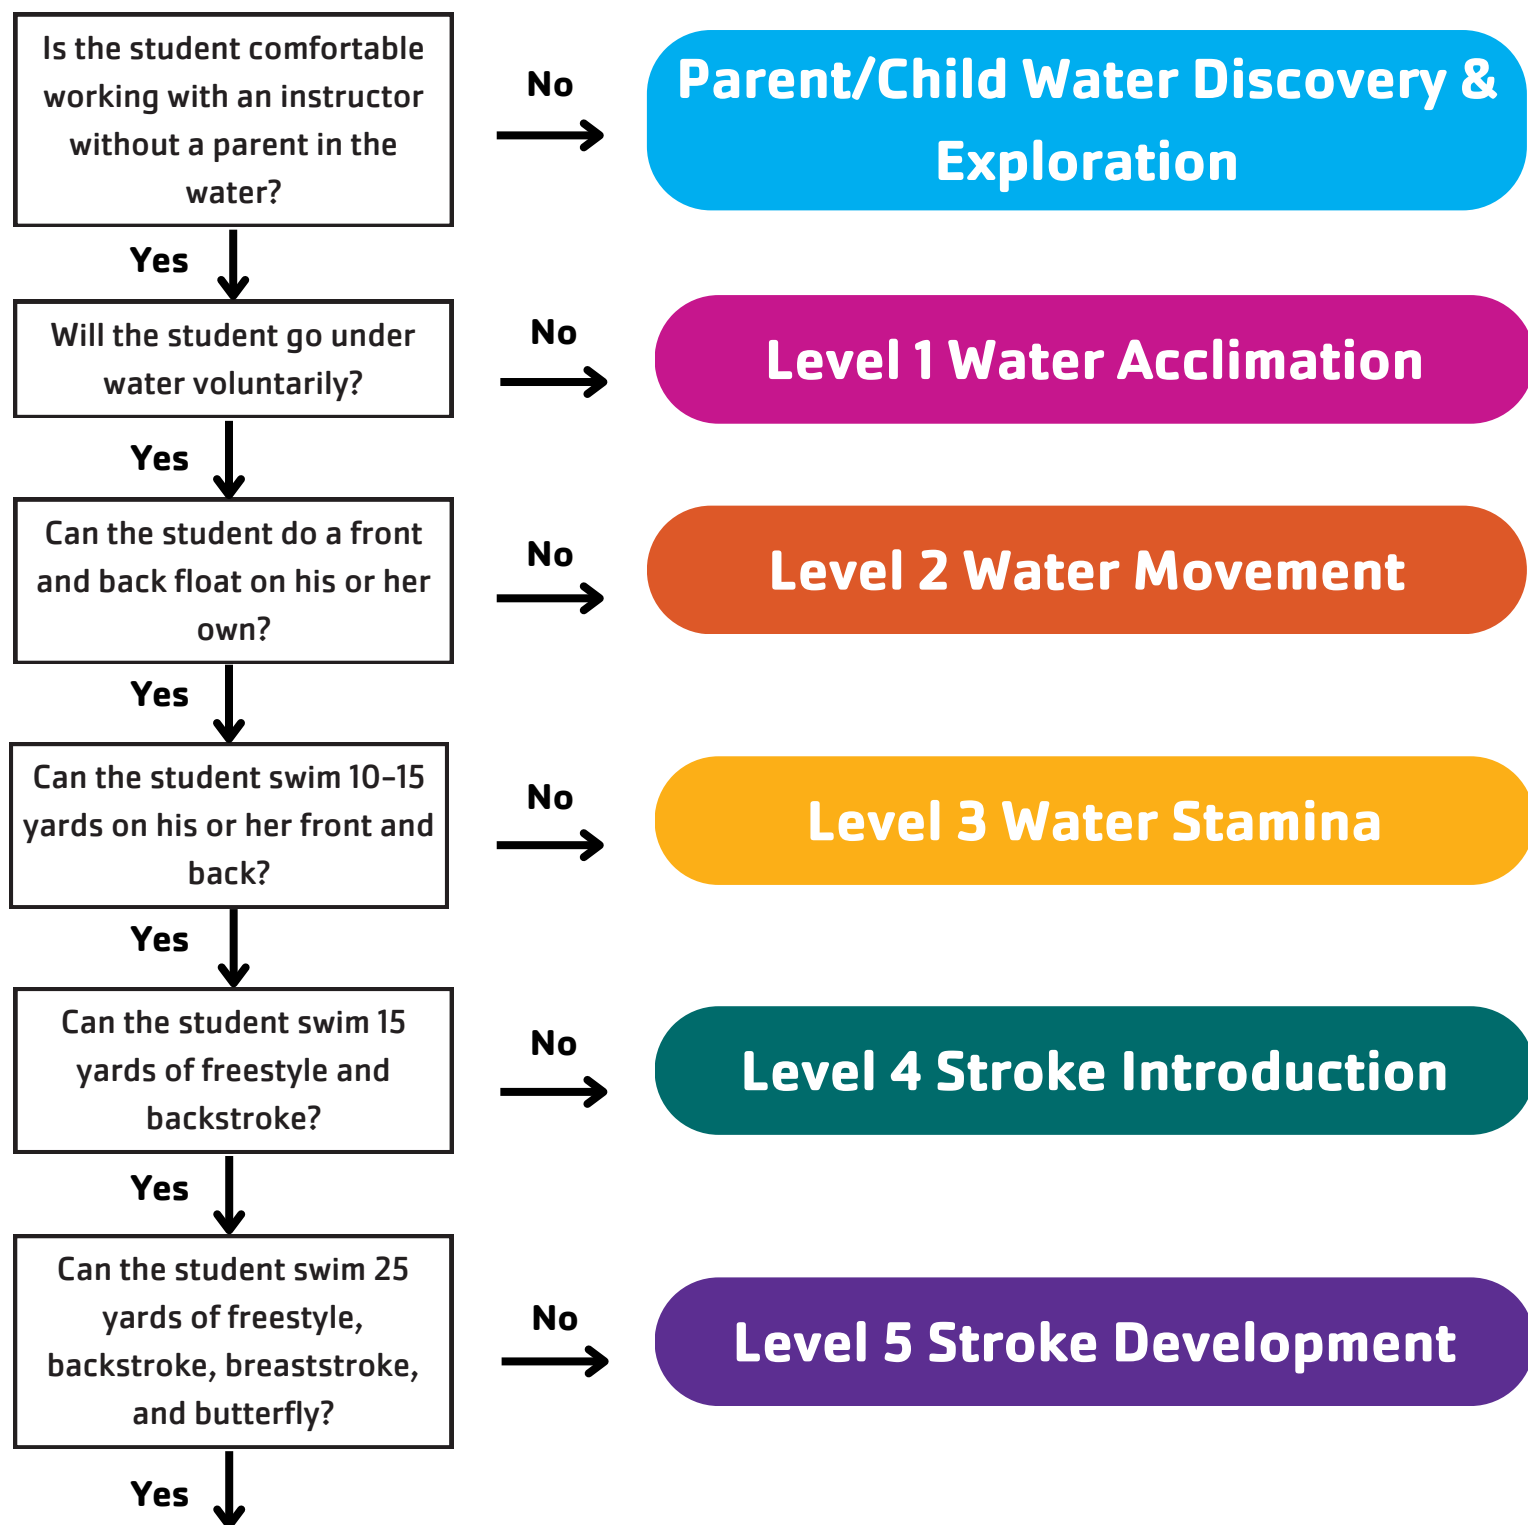 Is the student comfortable
working with an instructor
without a parent in the
water?
No
Parent/Child Water Discovery &
Exploration
Yes
Will the student go under
water voluntarily?
No
Level 1 Water Acclimation
Yes
Can the student do a front
and back float on his or her
own?
No
Level 2 Water Movement
Yes
Can the student swim 10–15
yards on his or her front and
back?
No
Level 3 Water Stamina
Yes
Can the student swim 15
yards of freestyle and
backstroke?
No
Level 4 Stroke Introduction
Yes
Can the student swim 25
yards of freestyle,
backstroke, breaststroke,
and butterfly?
No
Level 5 Stroke Development
Yes